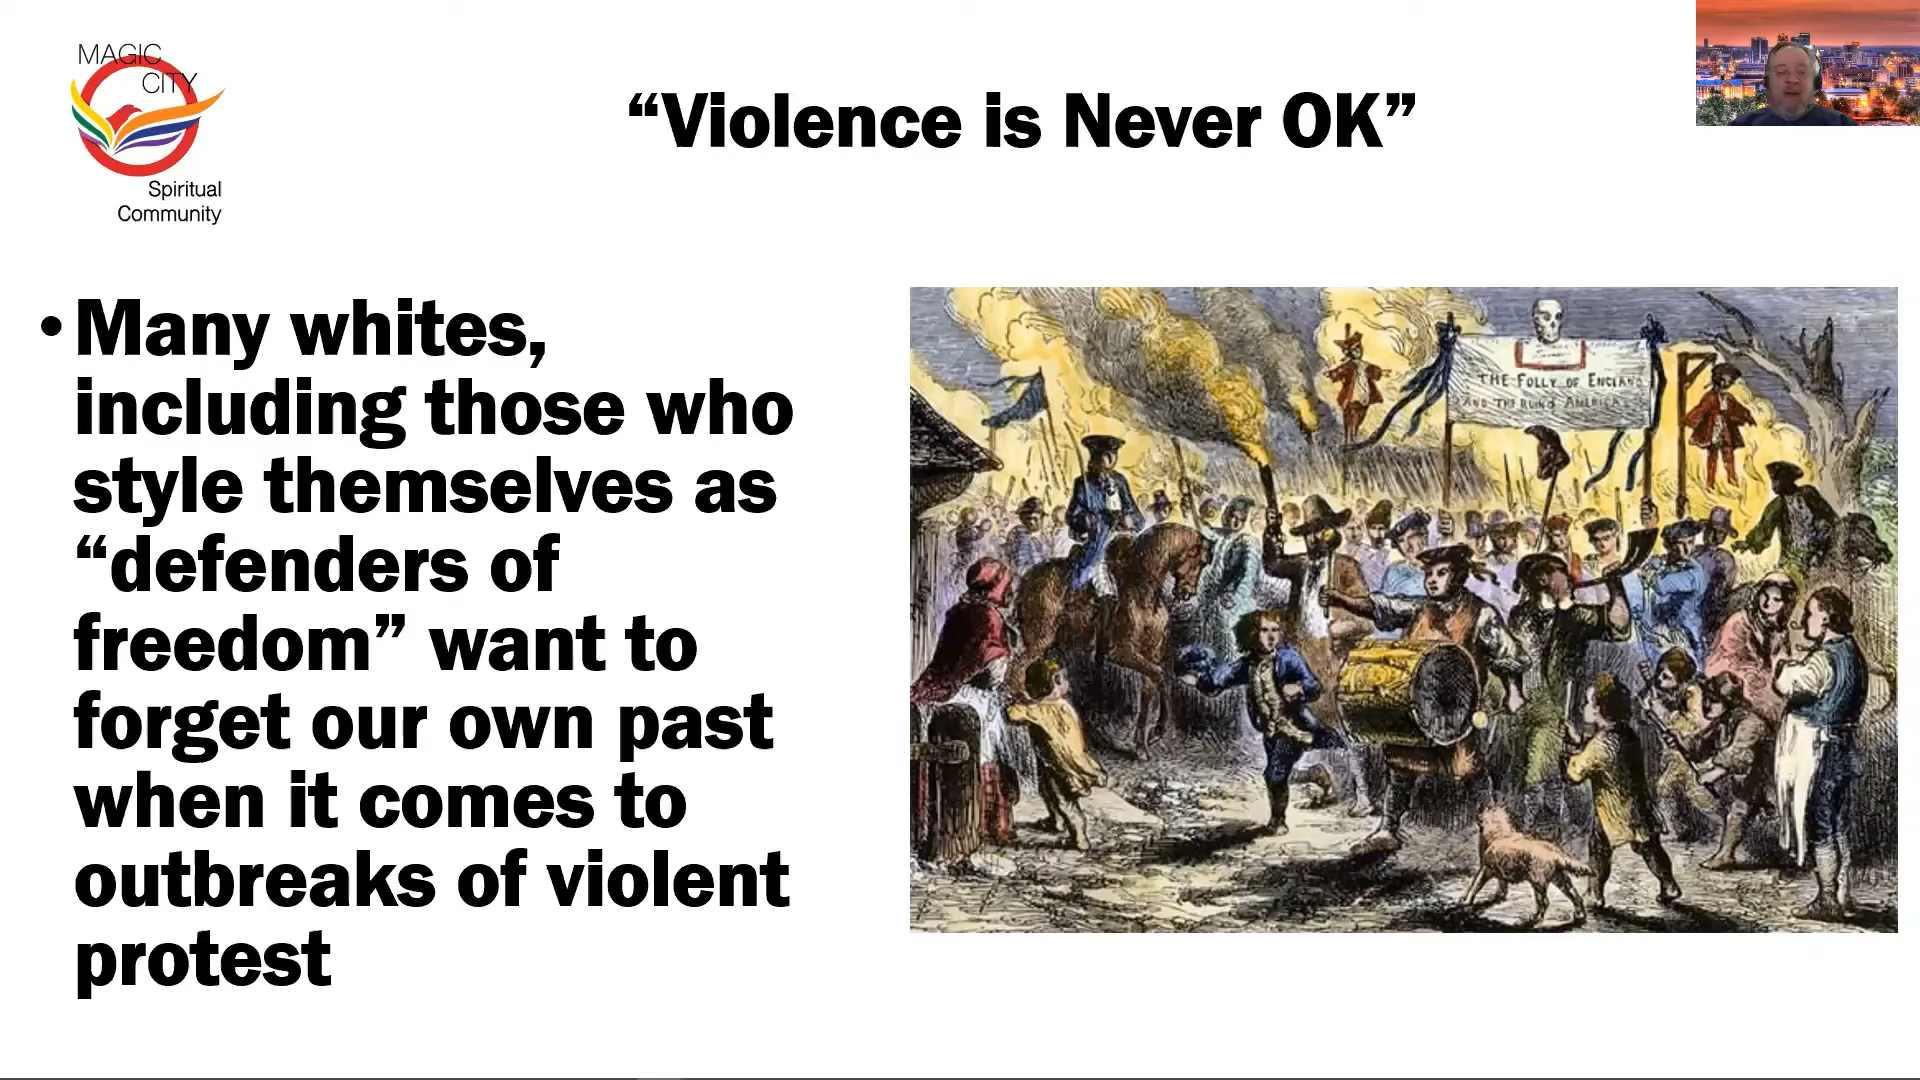 MAGIC
CITY
Spiritual
Community
“Violence is Never OK”
•Many whites,
including those who
style themselves as
“defenders of
freedom” want to
forget our own past
when it comes to
outbreaks of violent
protest
THE FOLLY OF ENGLAND
AND THE RUIN OF AMERICA